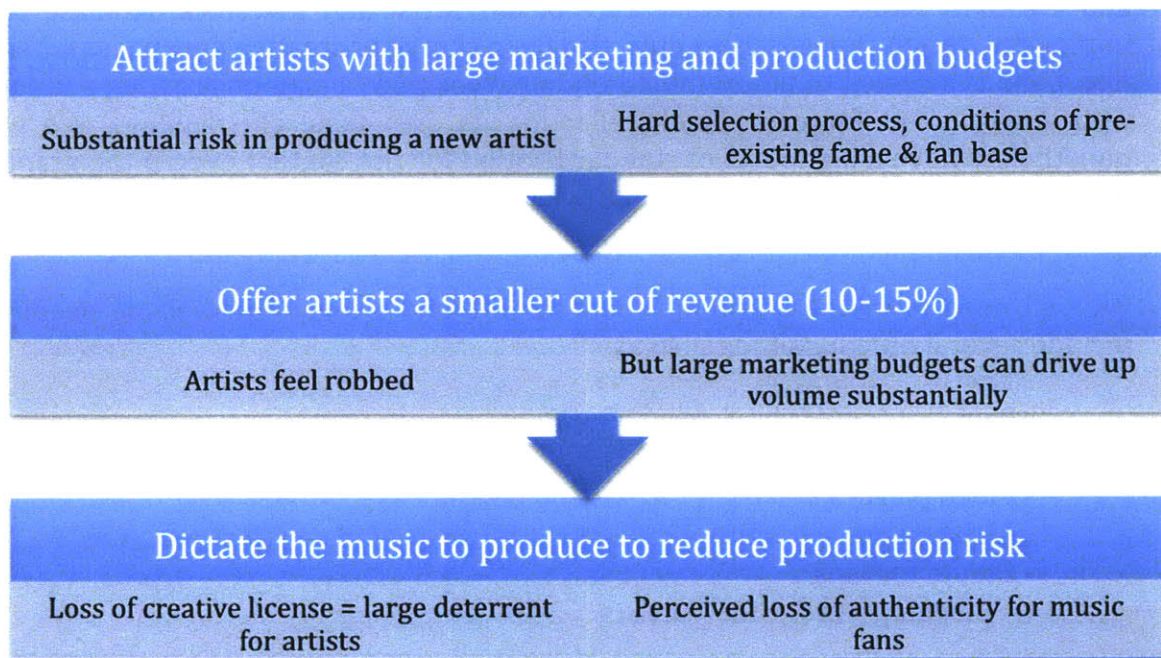 Attract artists with large marketing and production budgets
Substantial risk in producing a new artist
Hard selection process, conditions of pre-
existing fame & fan base
Offer artists a smaller cut of revenue (10-15%)
Artists feel robbed
But large marketing budgets can drive up
volume substantially
Dictate the music to produce to reduce production risk
Loss of creative license = large deterrent
for artists
Perceived loss of authenticity for music
fans